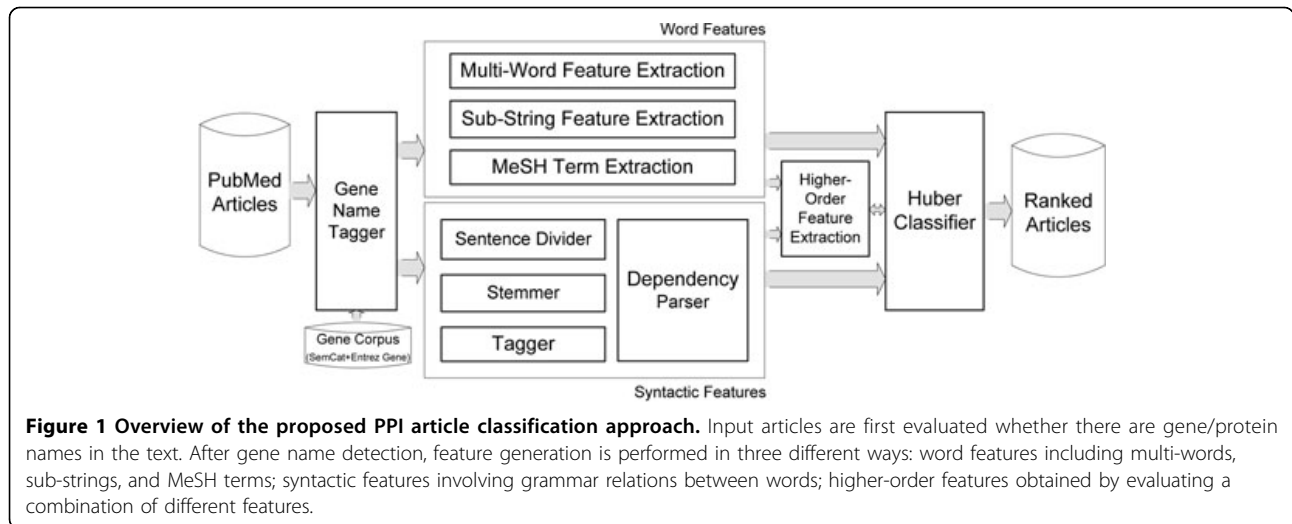 Word Features
Multi-Word Feature Extraction
Sub-String Feature Extraction
MeSH Term Extraction
PubMed
Articles
Gene
Name
Tagger
Gene Corpus
(SemCat+Entrez Gene)
Sentence Divider
Stemmer
Tagger
Dependency
Parser
Syntactic Features
Higher-
Order
Feature
Extraction
Huber
Classifier
Ranked
Articles
Figure 1 Overview of the proposed PPI article classification approach. Input articles are first evaluated whether there are gene/protein
names in the text. After gene name detection, feature generation is performed in three different ways: word features including multi-words,
sub-strings, and MeSH terms; syntactic features involving grammar relations between words; higher-order features obtained by evaluating a
combination of different features.